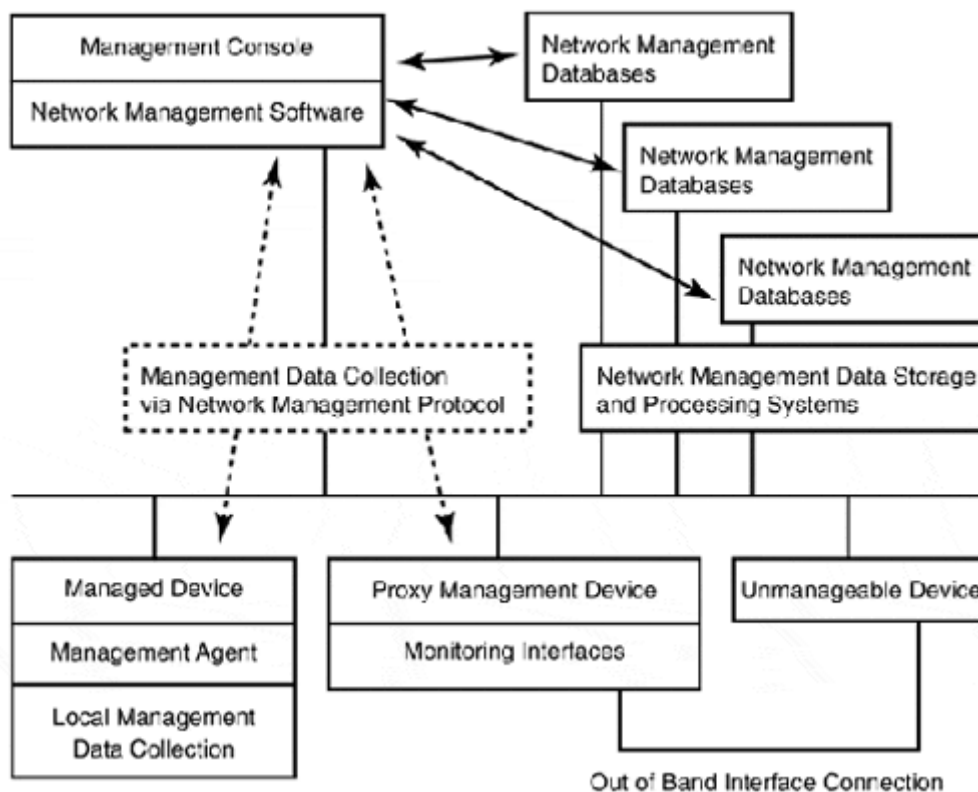 Management Console
Network Management Software
Network Management
Databases
Network Management
Databases
Network Management
Databases
Management Data Collection
via Network Management Protocol
Network Management Data Storage
and Processing Systems
Managed Device
Management Agent
Local Management
Data Collection
Proxy Management Device
Monitoring Interfaces
Unmanageable Device
Out of Band Interface Connection